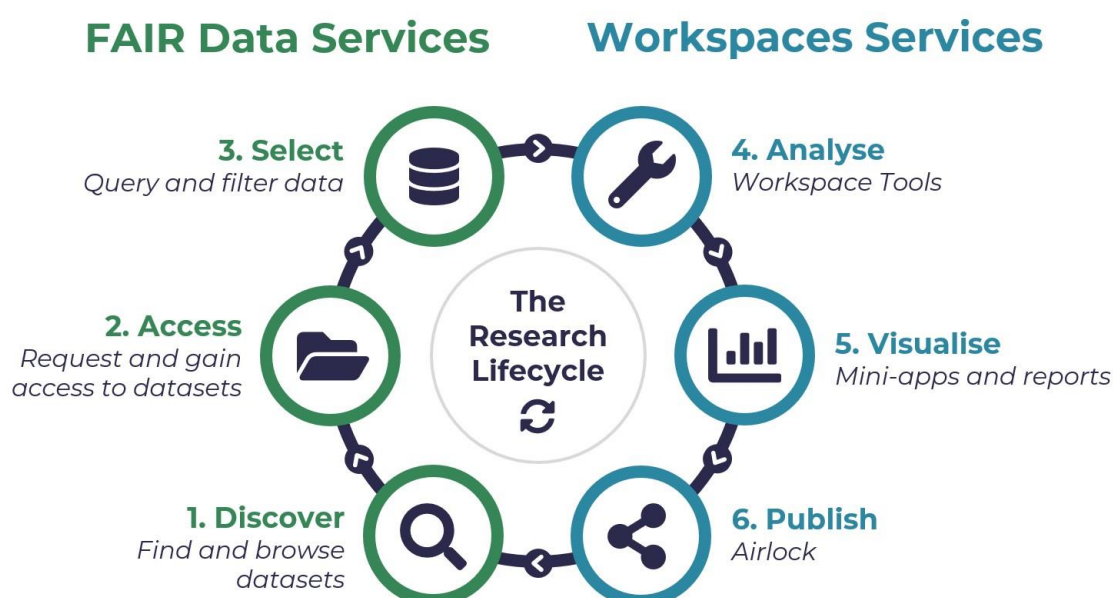 FAIR Data Services
Workspaces Services
3. Select
Query and filter data
4. Analyse
Workspace Tools
2. Access
Request and gain
access to datasets
The
Research
Lifecycle
5. Visualise
Mini-apps and reports
1. Discover
Find and browse
datasets
6. Publish
Airlock